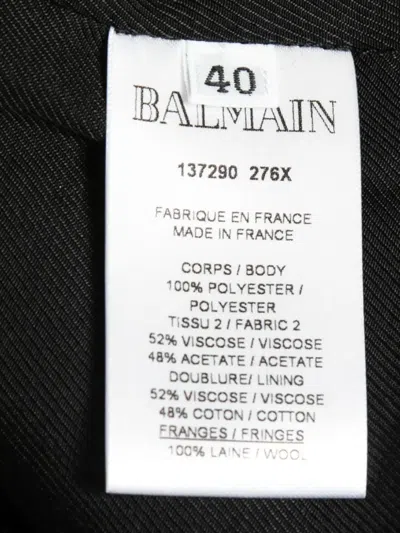 40
BALMAIN
137290 276X
FABRIQUE EN FRANCE
MADE IN FRANCE
CORPS / BODY
100% POLYESTER /
POLYESTER
TISSU 2 / FABRIC 2
52% VISCOSE / VISCOSE
48% ACETATE / ACETATE
DOUBLURE/ LINING
52% VISCOSE / VISCOSE
48% COTON / COTTON
FRANGES / FRINGES
100% LAINE / WOOL